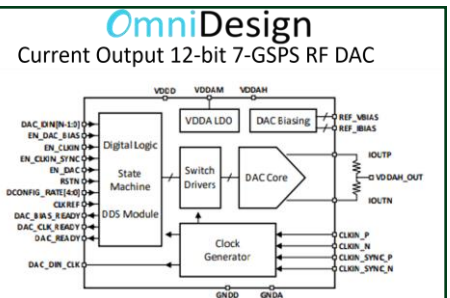 OmniDesign
Current Output 12-bit 7-GSPS RF DAC
VDDD VDDAM VDDAH
DAC_DIN[N-1:0]
EN_DAC_BIAS
EN_CLKIN
EN_CLKIN_SYNC
EN_DAC
RSTN
DCONFIG_RATE[4:0]
CLKREF
DAC_BIAS_READY
DAC_CLK_READY
DAC_READY
DAC_DIN_CLK
Digital Logic
State
Machine
DDS Module
VDDA LDO
DAC Biasing
Switch
Drivers
DAC Core
Clock
Generator
REF_VBIAS
REF_IBIAS
IOUTP
VDDAH_OUT
IOUTN
CLKIN_P
CLKIN_N
CLKIN_SYNC_P
CLKIN_SYNC_N
GNDD GNDA